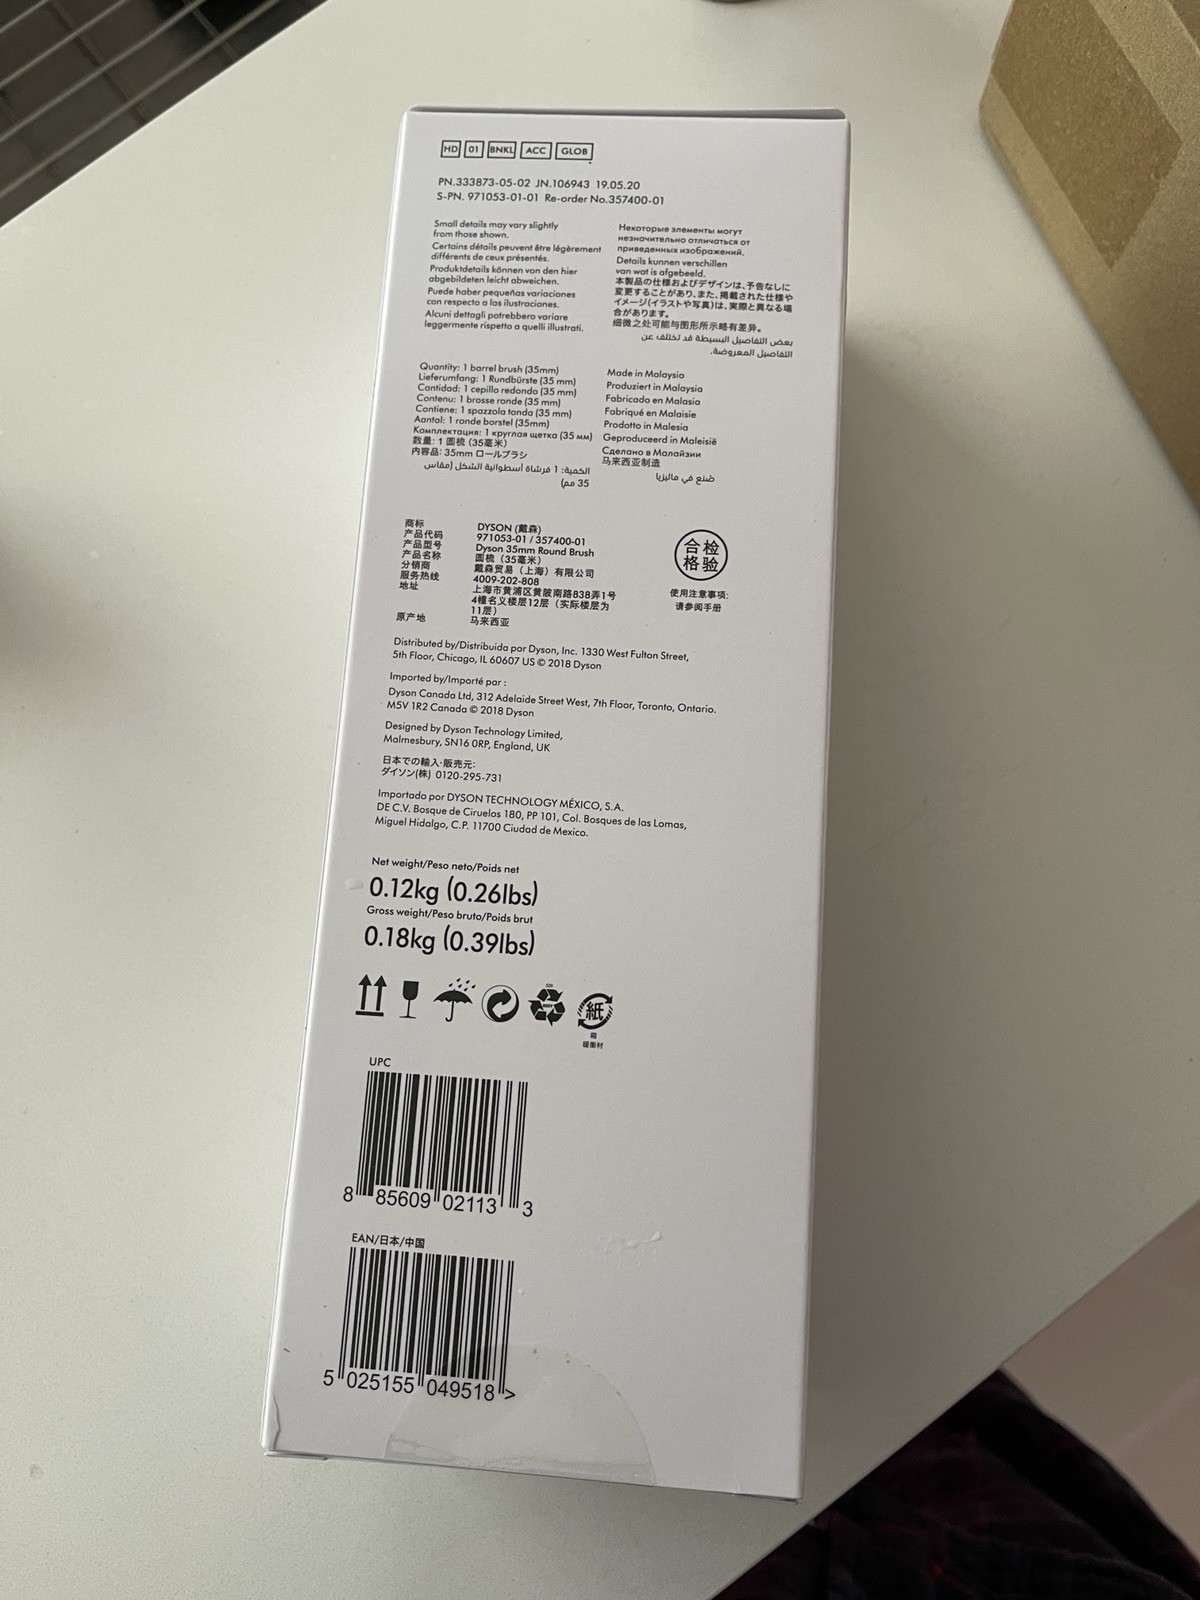 HD 01 BNKL ACC GLOB
PN.333873-05-02 JN.106943 19.05.20
S-PN. 971053-01-01 Re-order No.357400-01
Small details may vary slightly
from those shown.
Certains détails peuvent être légèrement
différents de ceux présentés.
Produktdetails können von den hier
abgebildeten leicht abweichen.
Puede haber pequeñas variaciones
con respecto a las ilustraciones.
Alcuni dettagli potrebbero variare
leggermente rispetto a quelli illustrati.
Некоторые элементы могут
незначительно отличаться от
приведенных изображений.
Details kunnen verschillen
van wat is afgebeeld.
本製品の仕様およびデザインは、予告なしに
変更することがあり、また、掲載された仕様や
イメージ(イラストや写真)は、実際と異なる場
合があります。
细微之处可能与图形所示略有差异。
بعض التفاصيل البسيطة قد تختلف عن
التفاصيل المعروضة.
Quantity: 1 barrel brush (35mm)
Lieferumfang: 1 Rundbürste (35 mm)
Cantidad: 1 cepillo redondo (35 mm)
Contenu: 1 brosse ronde (35 mm)
Contiene: 1 spazzola tonda (35 mm)
Aantal: 1 ronde borstel (35mm)
Комплектация: 1 круглая щетка (35 мм)
数量: 1 圆梳 (35毫米)
内容品: 35mm ロールブラシ
الكمية: 1 فرشاة أسطوانية الشكل (مقاس
35 مم)
Made in Malaysia
Produziert in Malaysia
Fabricado en Malasia
Fabriqué en Malaisie
Prodotto in Malesia
Geproduceerd in Maleisië
Сделано в Малайзии
马来西亚制造
صنع في ماليزيا
商标 DYSON (戴森)
产品代码 971053-01 / 357400-01
产品型号 Dyson 35mm Round Brush
产品名称 圆梳（35毫米）
分销商 戴森贸易（上海）有限公司
服务热线 4009-202-808
地址 上海市黄浦区黄陂南路838弄1号
4幢名义楼层12层（实际楼层为
11层）
原产地 马来西亚
合检
格验
使用注意事项:
请参阅手册
Distributed by/Distribuida por Dyson, Inc. 1330 West Fulton Street,
5th Floor, Chicago, IL 60607 US © 2018 Dyson
Imported by/Importé par :
Dyson Canada Ltd, 312 Adelaide Street West, 7th Floor, Toronto, Ontario.
M5V 1R2 Canada © 2018 Dyson
Designed by Dyson Technology Limited,
Malmesbury, SN16 0RP, England, UK
日本での輸入・販売元:
ダイソン(株) 0120-295-731
Importado por DYSON TECHNOLOGY MÉXICO, S.A.
DE C.V. Bosque de Ciruelos 180, PP 101, Col. Bosques de las Lomas,
Miguel Hidalgo, C.P. 11700 Ciudad de Mexico.
Net weight/Peso neto/Poids net
0.12kg (0.26lbs)
Gross weight/Peso bruto/Poids brut
0.18kg (0.39lbs)
紙
箱
緩衝材
UPC
8 85609 02113 3
EAN/日本/中国
5 025155 049518 >